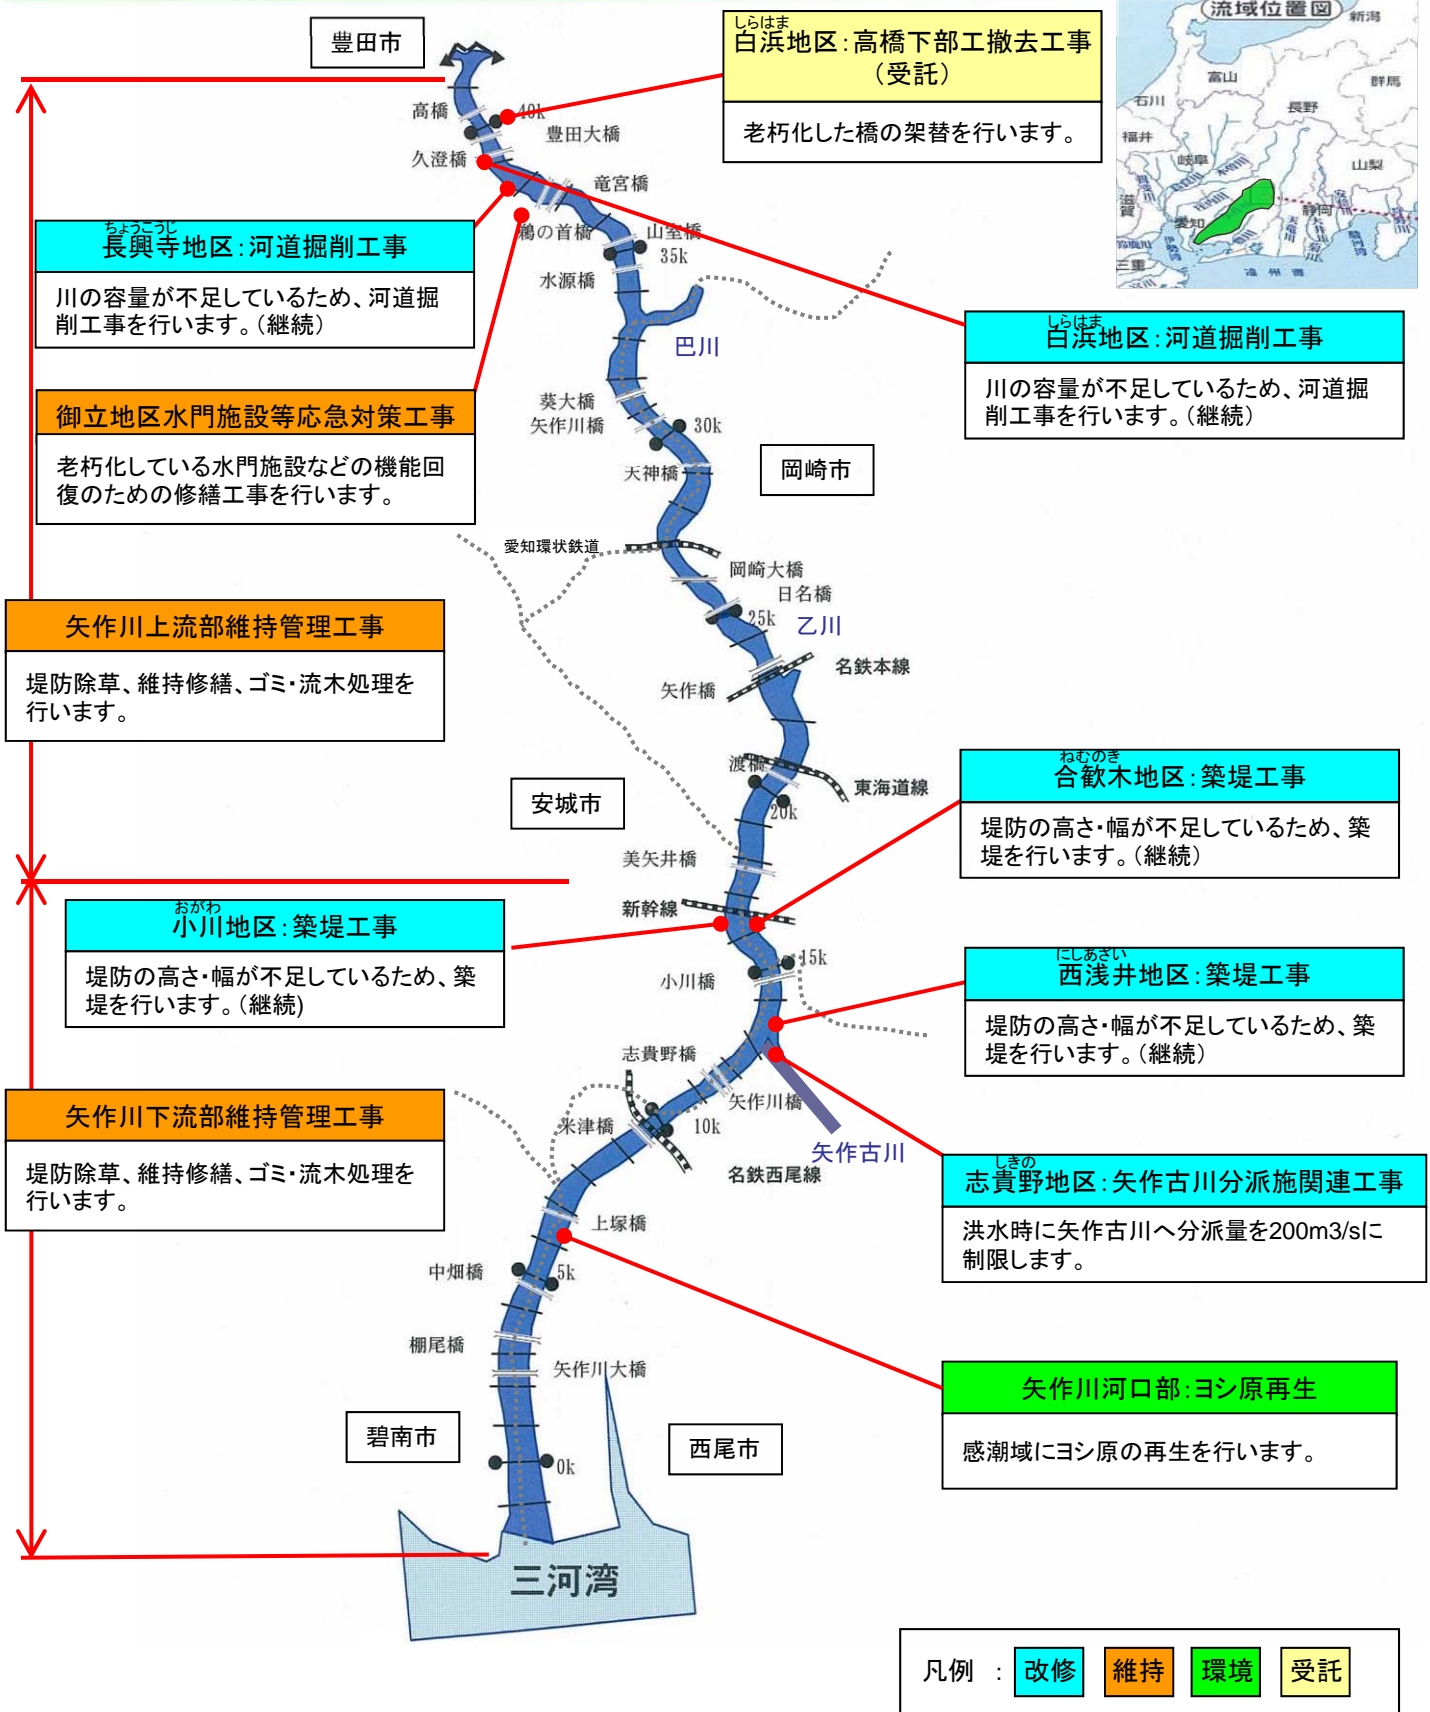 豊田市
しらはま
白浜地区：高橋下部工撤去工事
（受託）
老朽化した橋の架替を行います。
流域位置図
新潟
富山
群馬
石川
長野
福井
岐阜
山梨
滋賀
愛知
静岡
三重
遠州灘
高橋
40k
豊田大橋
久澄橋
竜宮橋
鵜の首橋
山室橋
35k
水源橋
巴川
ちょうこうじ
長興寺地区：河道掘削工事
川の容量が不足しているため、河道掘
削工事を行います。（継続）
しらはま
白浜地区：河道掘削工事
川の容量が不足しているため、河道掘
削工事を行います。（継続）
御立地区水門施設等応急対策工事
老朽化している水門施設などの機能回
復のための修繕工事を行います。
葵大橋
矢作川橋
30k
天神橋
岡崎市
愛知環状鉄道
岡崎大橋
日名橋
25k
乙川
矢作川上流部維持管理工事
堤防除草、維持修繕、ゴミ・流木処理を
行います。
名鉄本線
矢作橋
渡橋
東海道線
20k
安城市
ねむのき
合歓木地区：築堤工事
堤防の高さ・幅が不足しているため、築
堤を行います。（継続）
美矢井橋
新幹線
おがわ
小川地区：築堤工事
堤防の高さ・幅が不足しているため、築
堤を行います。（継続)
15k
小川橋
にしあざい
西浅井地区：築堤工事
堤防の高さ・幅が不足しているため、築
堤を行います。（継続）
志貴野橋
矢作川橋
米津橋
10k
矢作古川
名鉄西尾線
矢作川下流部維持管理工事
堤防除草、維持修繕、ゴミ・流木処理を
行います。
しきの
志貴野地区：矢作古川分派施関連工事
洪水時に矢作古川へ分派量を200m3/sに
制限します。
上塚橋
中畑橋
5k
棚尾橋
矢作川大橋
矢作川河口部：ヨシ原再生
感潮域にヨシ原の再生を行います。
碧南市
西尾市
0k
三河湾
凡例 ： 改修 維持 環境 受託